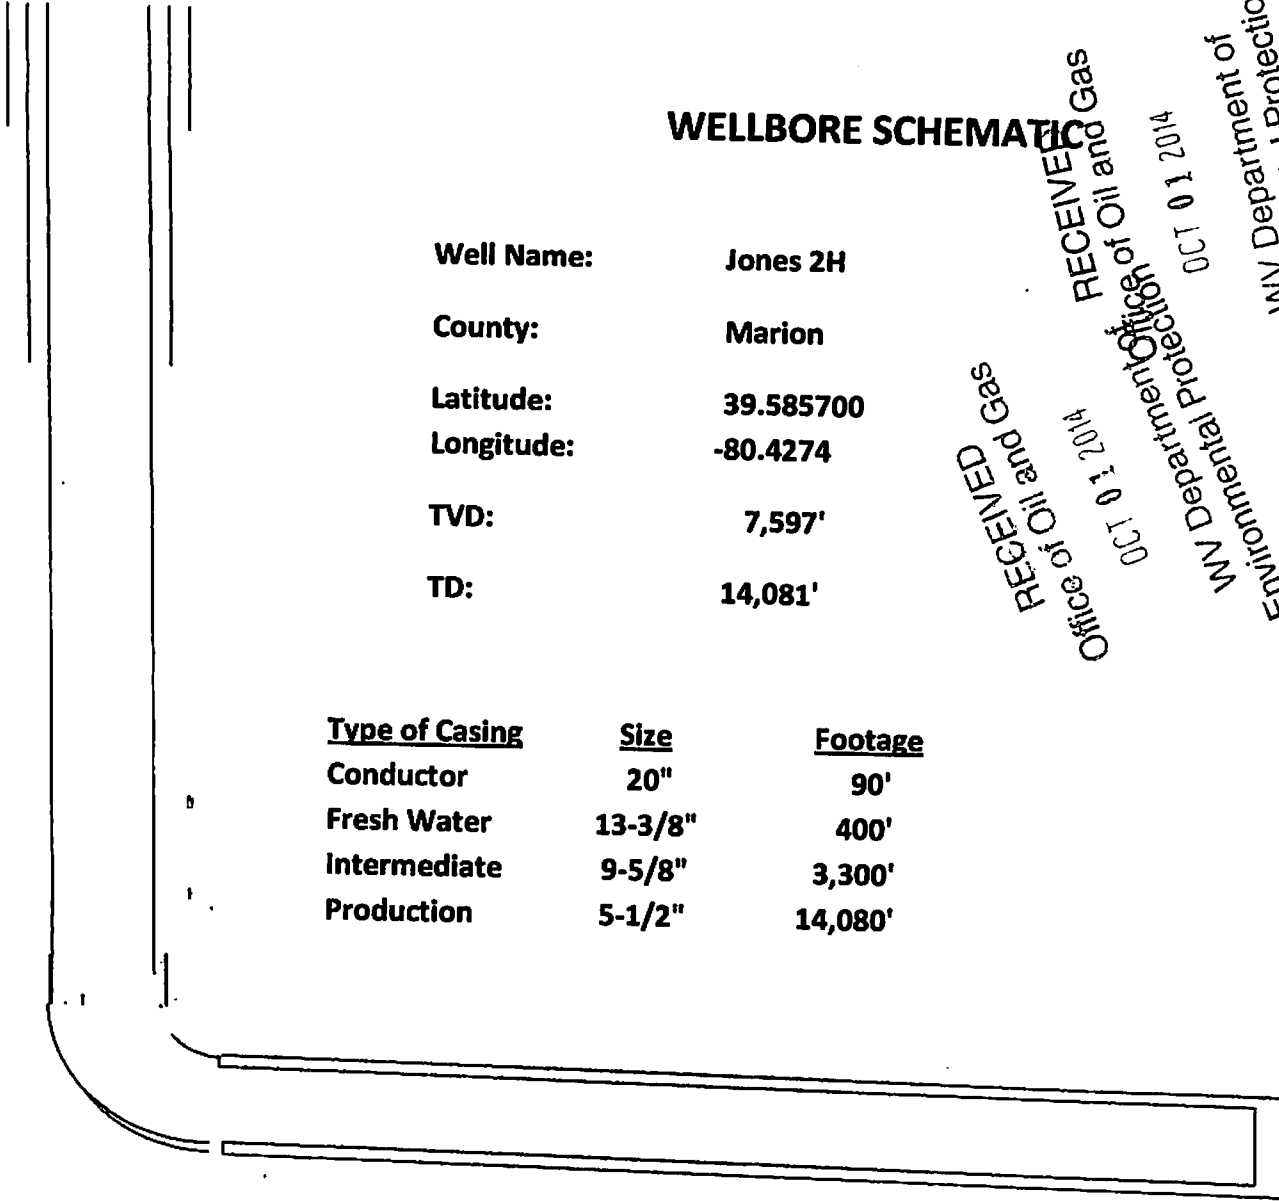 WELLBORE SCHEMATIC
Well Name: Jones 2H
County: Marion
Latitude: 39.585700
Longitude: -80.4274
TVD: 7,597'
TD: 14,081'
Type of Casing Size Footage
Conductor 20" 90'
Fresh Water 13-3/8" 400'
Intermediate 9-5/8" 3,300'
Production 5-1/2" 14,080'
RECEIVED
Office of Oil and Gas
OCT 01 2014
WV Department of
Environmental Protection
RECEIVE
Office of Oil and Gas
OCT 01 2014
WV Department of